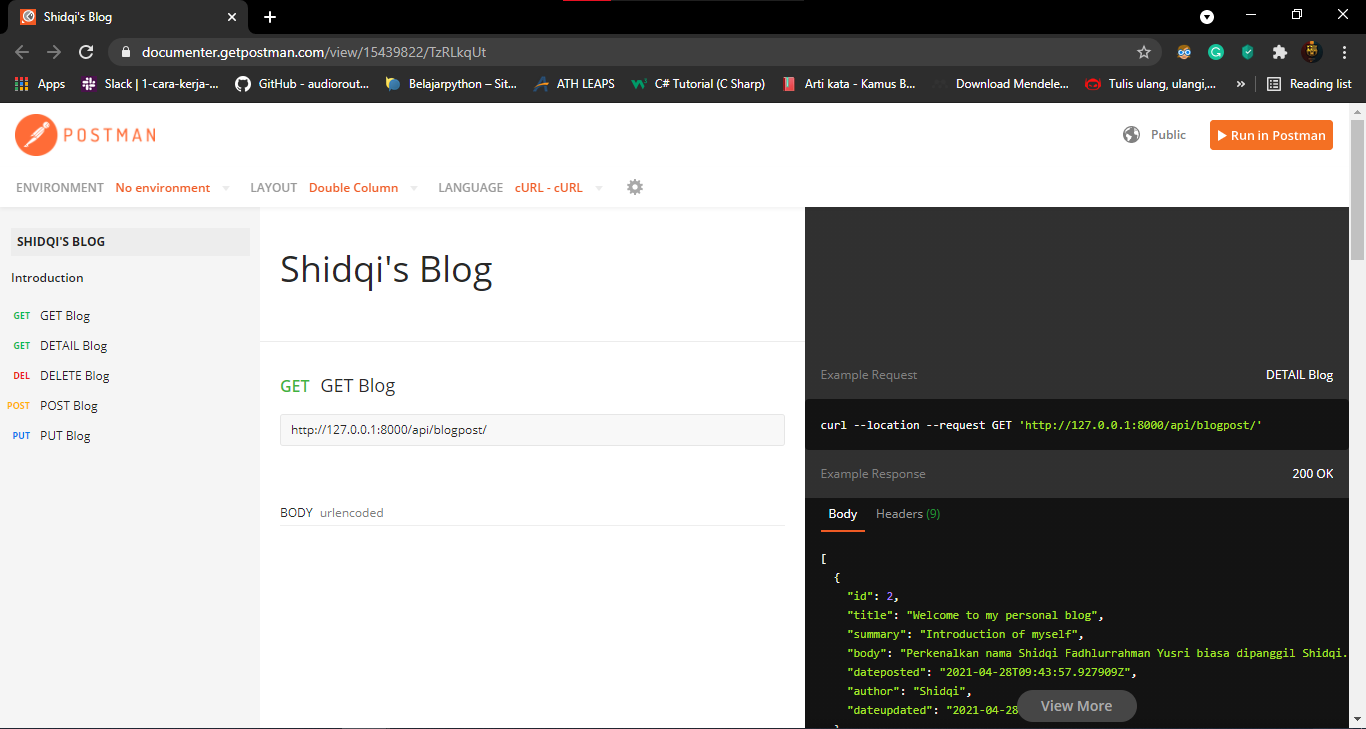 Shidqi's Blog
documenter.getpostman.com/view/15439822/TzRLkqUt
Apps Slack | 1-cara-kerja-... GitHub - audiorout... Belajarpython – Sit... ATH LEAPS C# Tutorial (C Sharp) Arti kata - Kamus B... Download Mendele... Tulis ulang, ulangi,... » Reading list
POSTMAN
Public
Run in Postman
ENVIRONMENT No environment LAYOUT Double Column LANGUAGE cURL - cURL
SHIDQI'S BLOG
Introduction
GET GET Blog
GET DETAIL Blog
DEL DELETE Blog
POST POST Blog
PUT PUT Blog
Shidqi's Blog
GET GET Blog
http://127.0.0.1:8000/api/blogpost/
BODY urlencoded
Example Request DETAIL Blog
curl --location --request GET 'http://127.0.0.1:8000/api/blogpost/'
Example Response 200 OK
Body Headers (9)
[
{
"id": 2,
"title": "Welcome to my personal blog",
"summary": "Introduction of myself",
"body": "Perkenalkan nama Shidqi Fadhlurrahman Yusri biasa dipanggil Shidqi.
"dateposted": "2021-04-28T09:43:57.927909Z",
"author": "Shidqi",
"dateupdated": "2021-04-28
View More